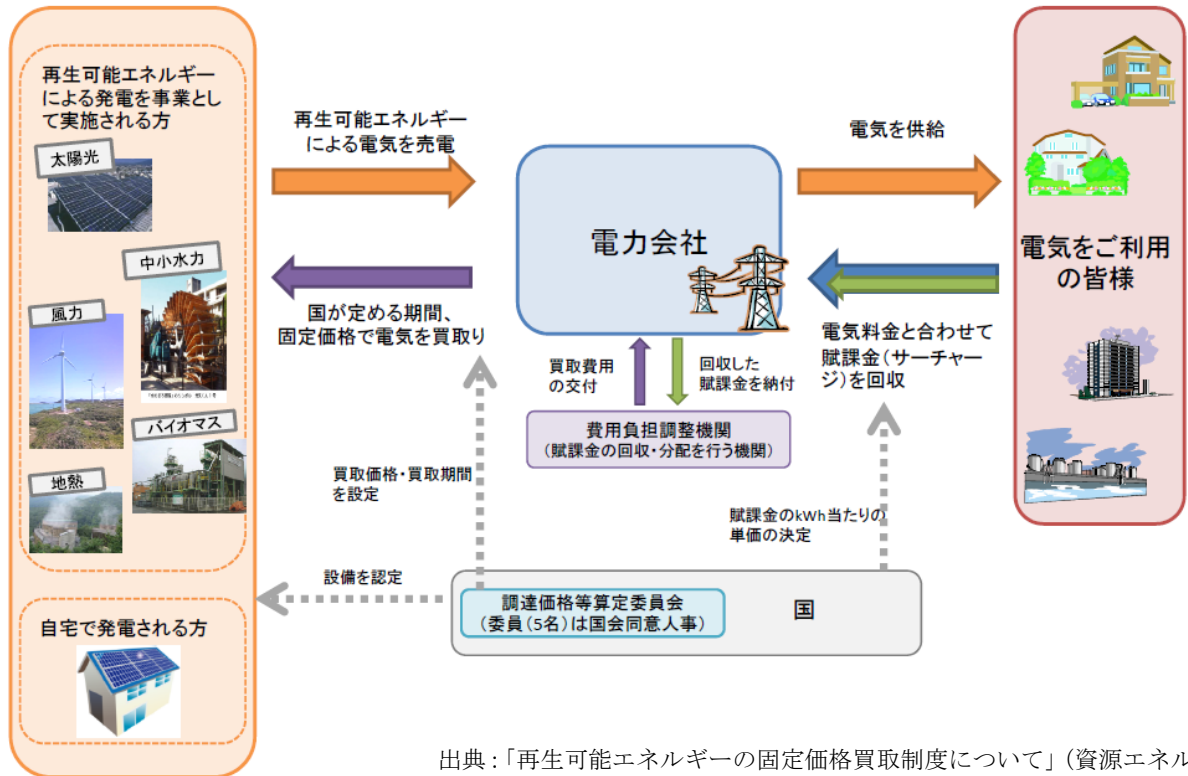 再生可能エネルギー
による発電を事業とし
て実施される方
太陽光
中小水力
風力
バイオマス
地熱
自宅で発電される方
再生可能エネルギー
による電気を売電
国が定める期間、
固定価格で電気を買取り
電力会社
買取費用
の交付
回収した
賦課金を納付
費用負担調整機関
(賦課金の回収・分配を行う機関)
電気を供給
電気料金と合わせて
賦課金(サーチャー
ジ)を回収
電気をご利用
の皆様
買取価格・買取期間
を設定
賦課金のkWh当たりの
単価の決定
設備を認定
調達価格等算定委員会
(委員(5名)は国会同意人事)
国
出典:「再生可能エネルギーの固定価格買取制度について」(資源エネル